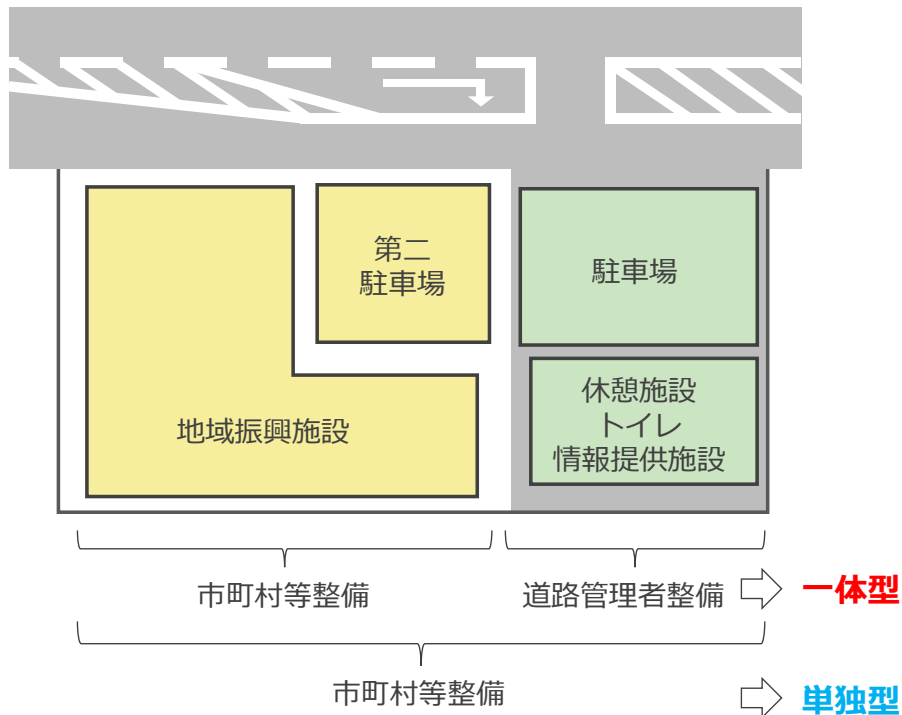 第二
駐車場
駐車場
地域振興施設
休憩施設
トイレ
情報提供施設
市町村等整備
道路管理者整備
一体型
市町村等整備
単独型